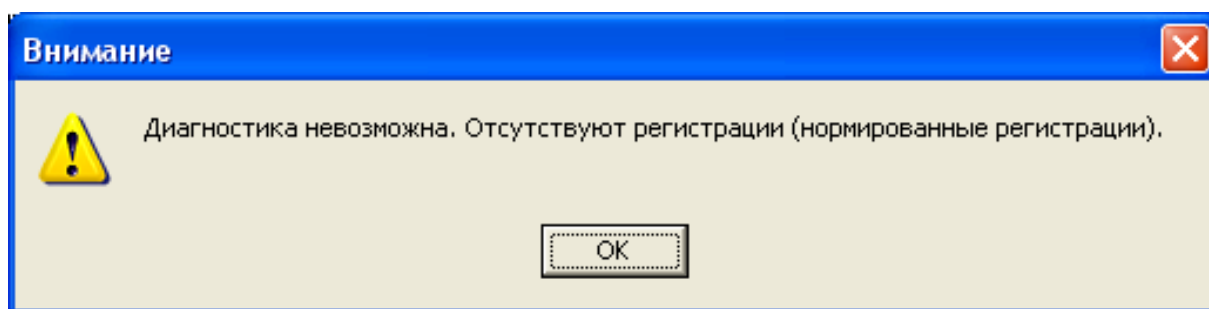 Внимание
Диагностика невозможна. Отсутствуют регистрации (нормированные регистрации).
OK